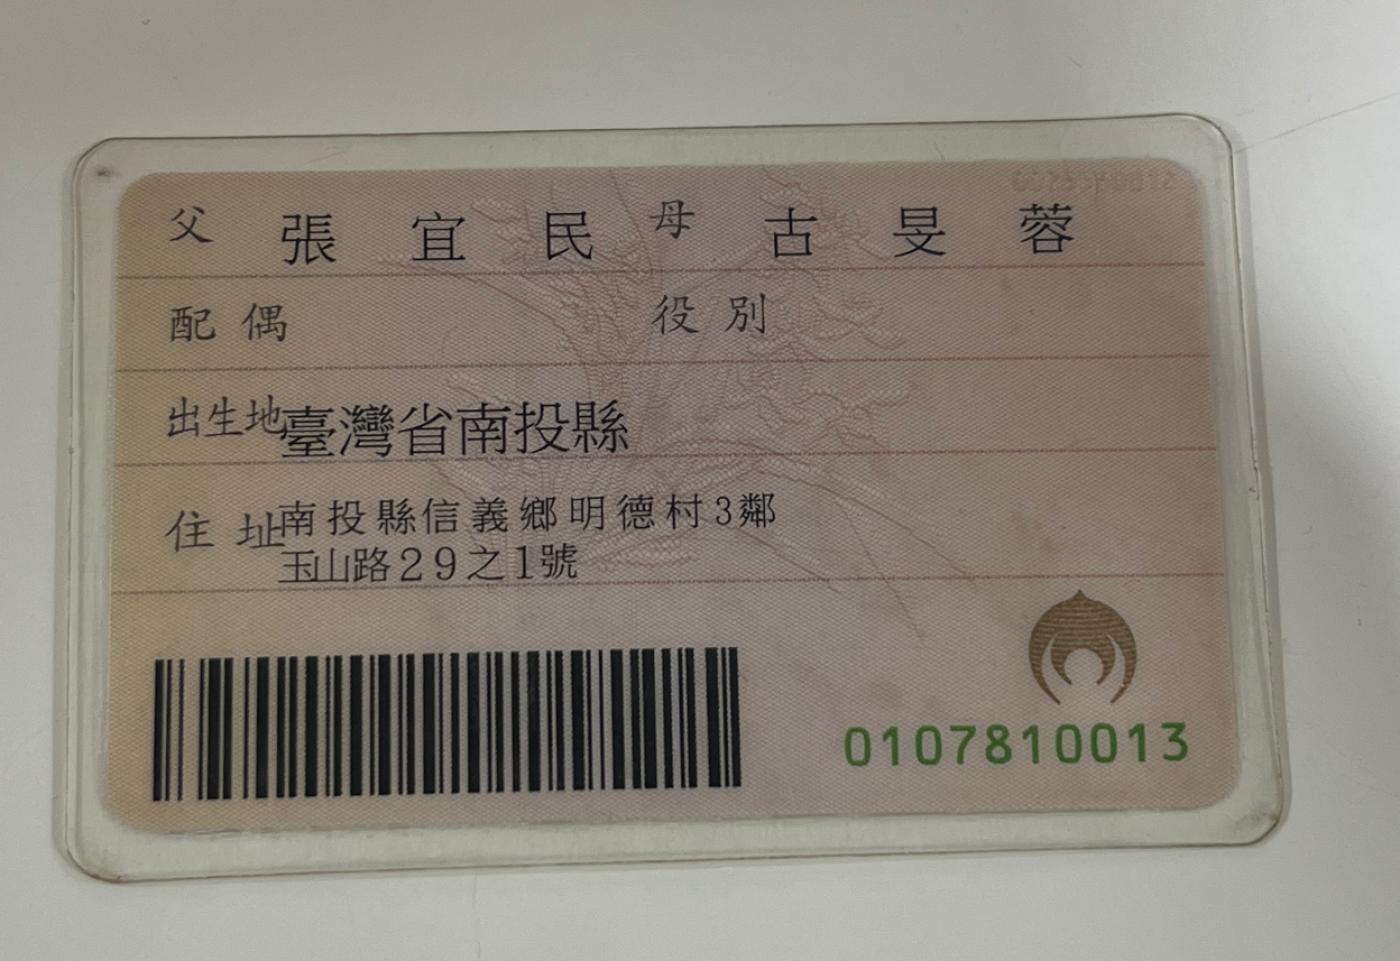 父 張宜民 母 古旻蓉
配偶 役別
出生地 臺灣省南投縣
住址 南投縣信義鄉明德村3鄰
玉山路29之1號
0107810013